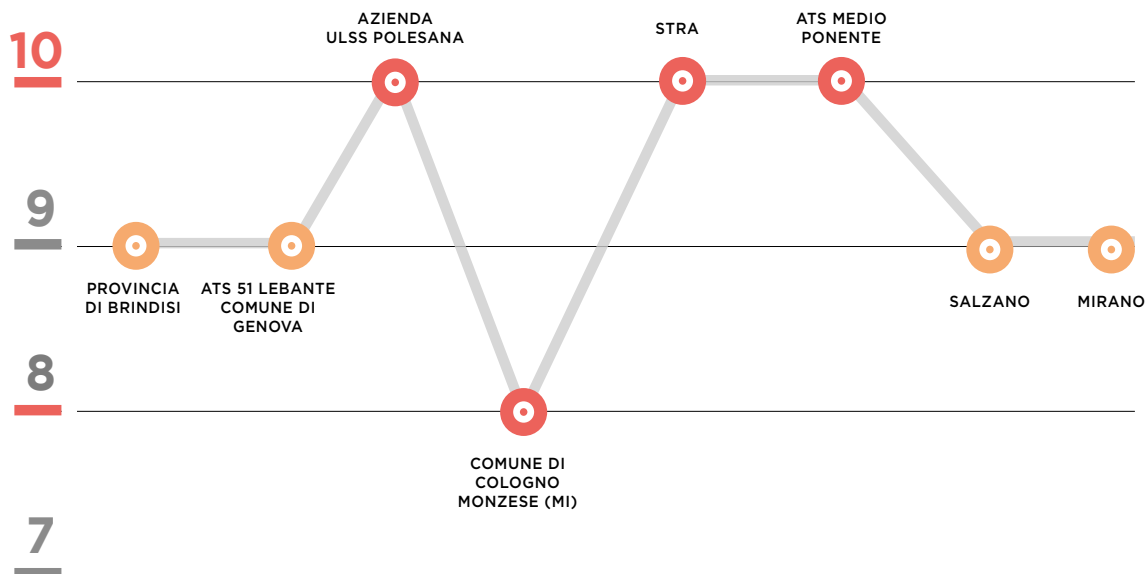 10
AZIENDA
ULSS POLESANA
STRA
ATS MEDIO
PONENTE
9
PROVINCIA
DI BRINDISI
ATS 51 LEBANTE
COMUNE DI
GENOVA
SALZANO
MIRANO
8
COMUNE DI
COLOGNO
MONZESE (MI)
7